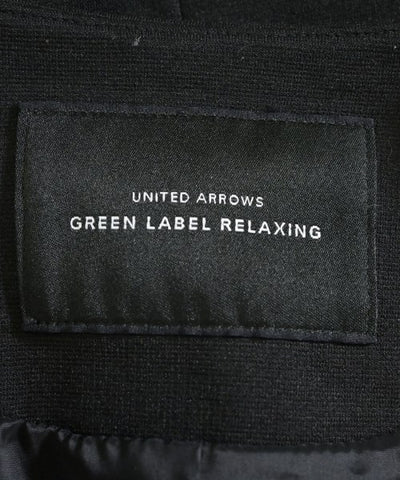 UNITED ARROWS
GREEN LABEL RELAXING